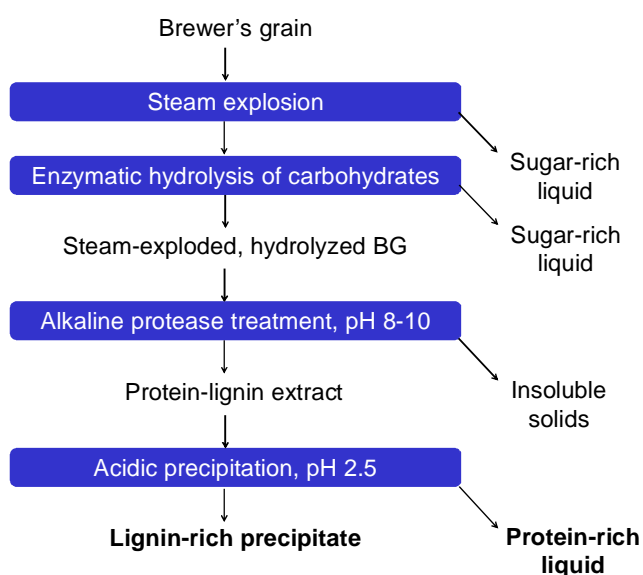 Brewer's grain
Steam explosion
Sugar-rich
liquid
Enzymatic hydrolysis of carbohydrates
Sugar-rich
liquid
Steam-exploded, hydrolyzed BG
Alkaline protease treatment, pH 8-10
Protein-lignin extract
Insoluble
solids
Acidic precipitation, pH 2.5
Lignin-rich precipitate
Protein-rich
liquid